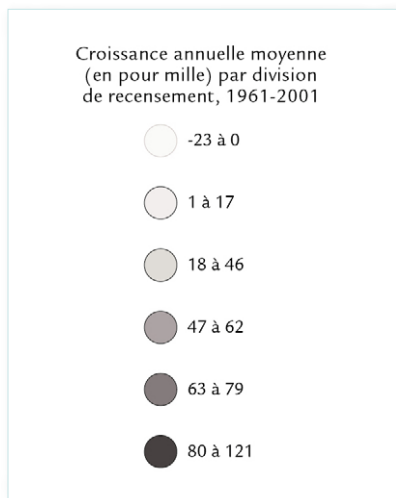 Croissance annuelle moyenne
(en pour mille) par division
de recensement, 1961-2001
-23 à 0
1 à 17
18 à 46
47 à 62
63 à 79
80 à 121